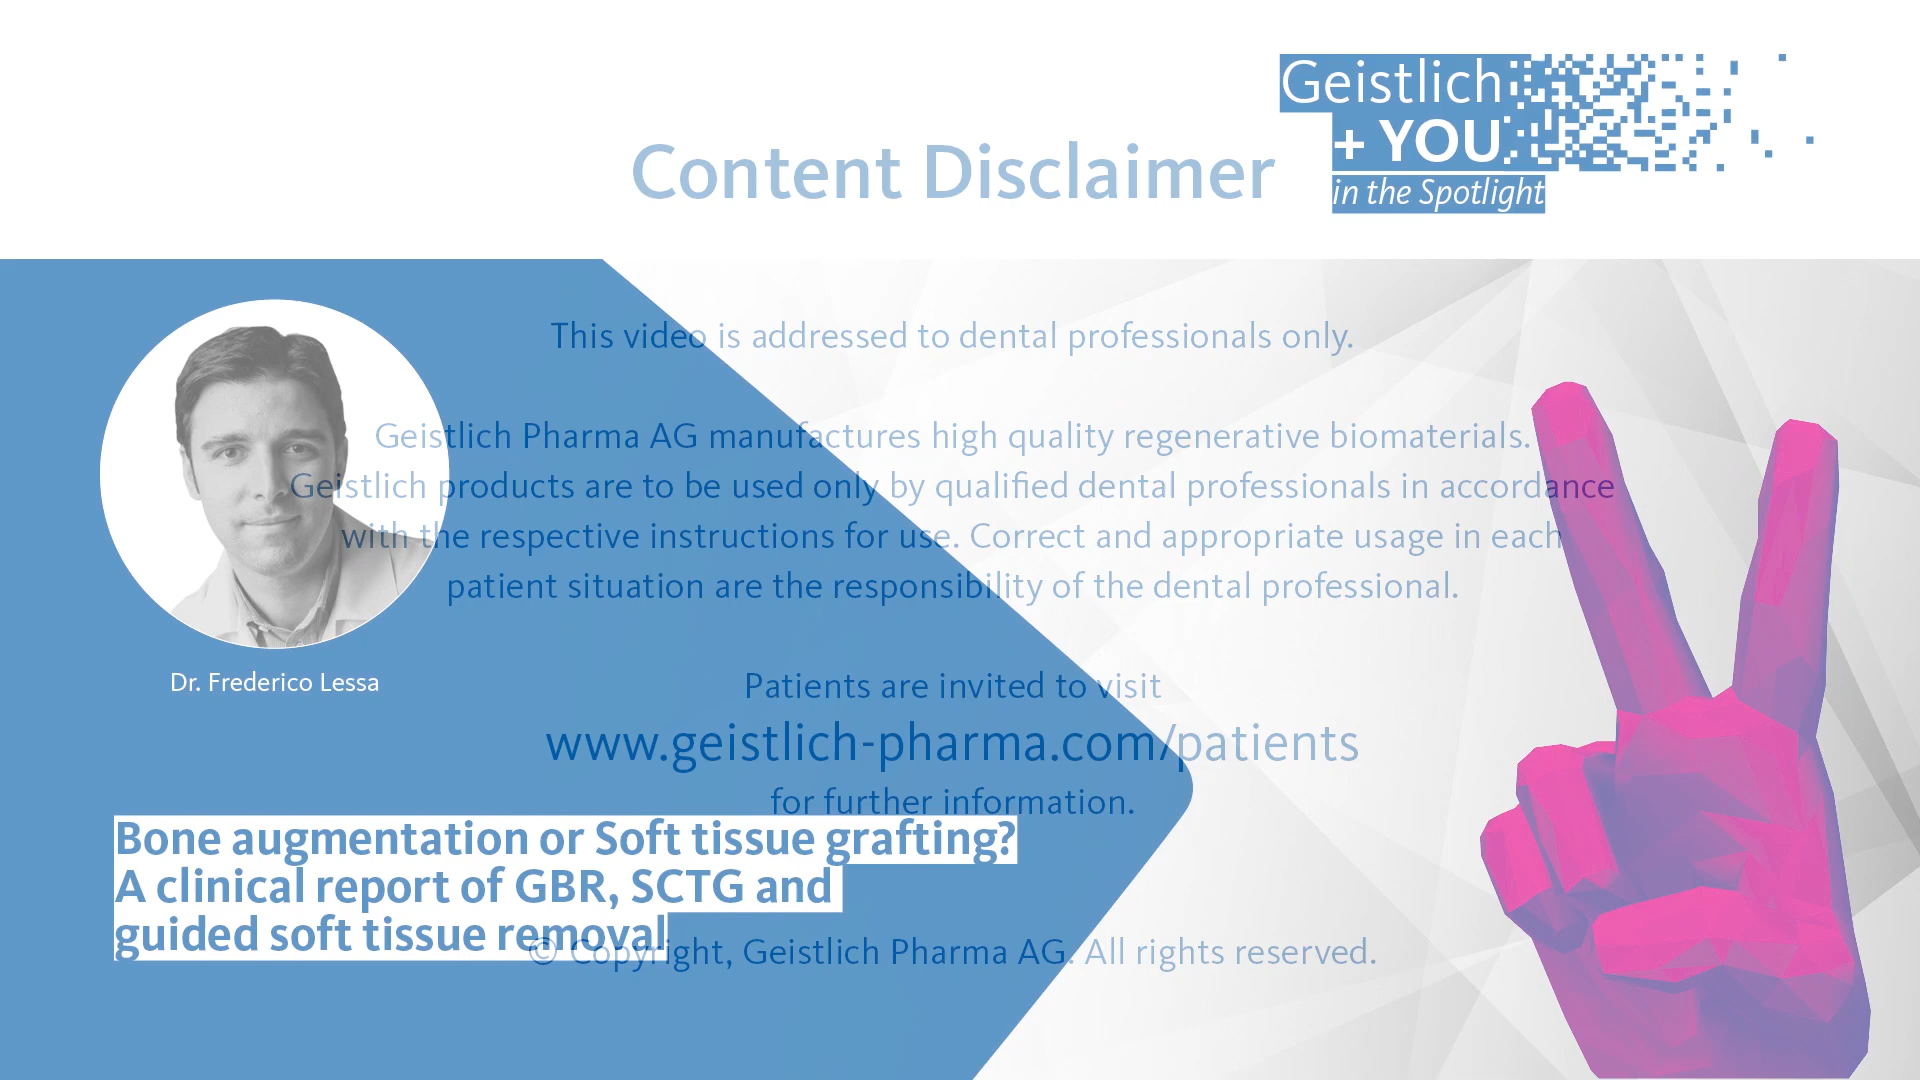 Geistlich
+ YOU
in the Spotlight
Content Disclaimer
This video is addressed to dental professionals only.
Geistlich Pharma AG manufactures high quality regenerative biomaterials.
Geistlich products are to be used only by qualified dental professionals in accordance
with the respective instructions for use. Correct and appropriate usage in each
patient situation are the responsibility of the dental professional.
Dr. Frederico Lessa
Patients are invited to visit
www.geistlich-pharma.com/patients
for further information.
Bone augmentation or Soft tissue grafting?
A clinical report of GBR, SCTG and
guided soft tissue removal
© Copyright, Geistlich Pharma AG. All rights reserved.